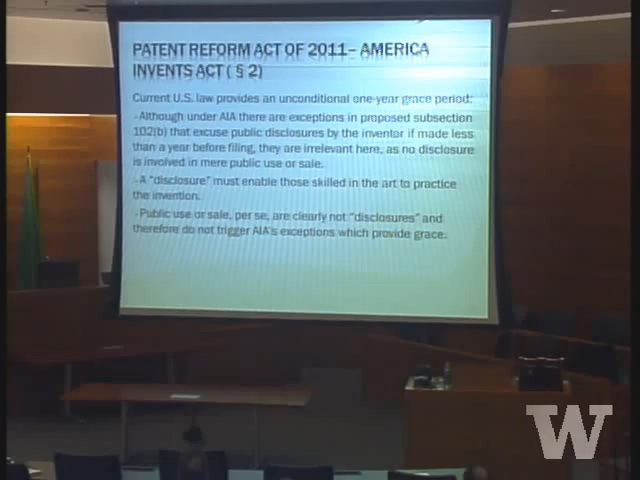 PATENT REFORM ACT OF 2011– AMERICA
INVENTS ACT ( § 2)
Current U.S. law provides an unconditional one-year grace period:
-Although under AIA there are exceptions in proposed subsection
102(b) that excuse public disclosures by the inventor if made less
than a year before filing, they are irrelevant here, as no disclosure
is involved in mere public use or sale.
-A "disclosure" must enable those skilled in the art to practice
the invention.
-Public use or sale, per se, are clearly not "disclosures" and
therefore do not trigger AIA's exceptions which provide grace.
W